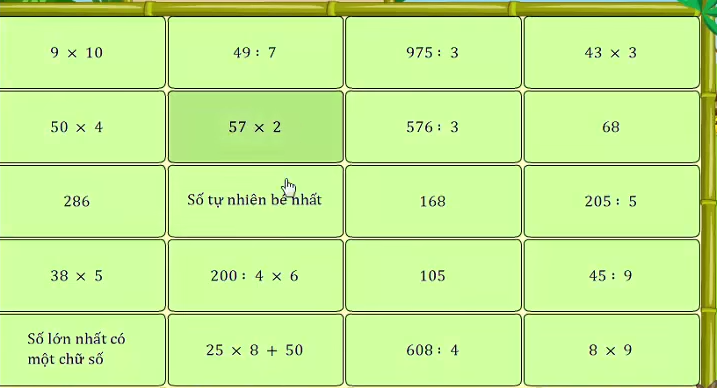 9 × 10
49 : 7
975 : 3
43 × 3
50 × 4
57 × 2
576 : 3
68
286
Số tự nhiên bé nhất
168
205 : 5
38 × 5
200 : 4 × 6
105
45 : 9
Số lớn nhất có
một chữ số
25 × 8 + 50
608 : 4
8 × 9